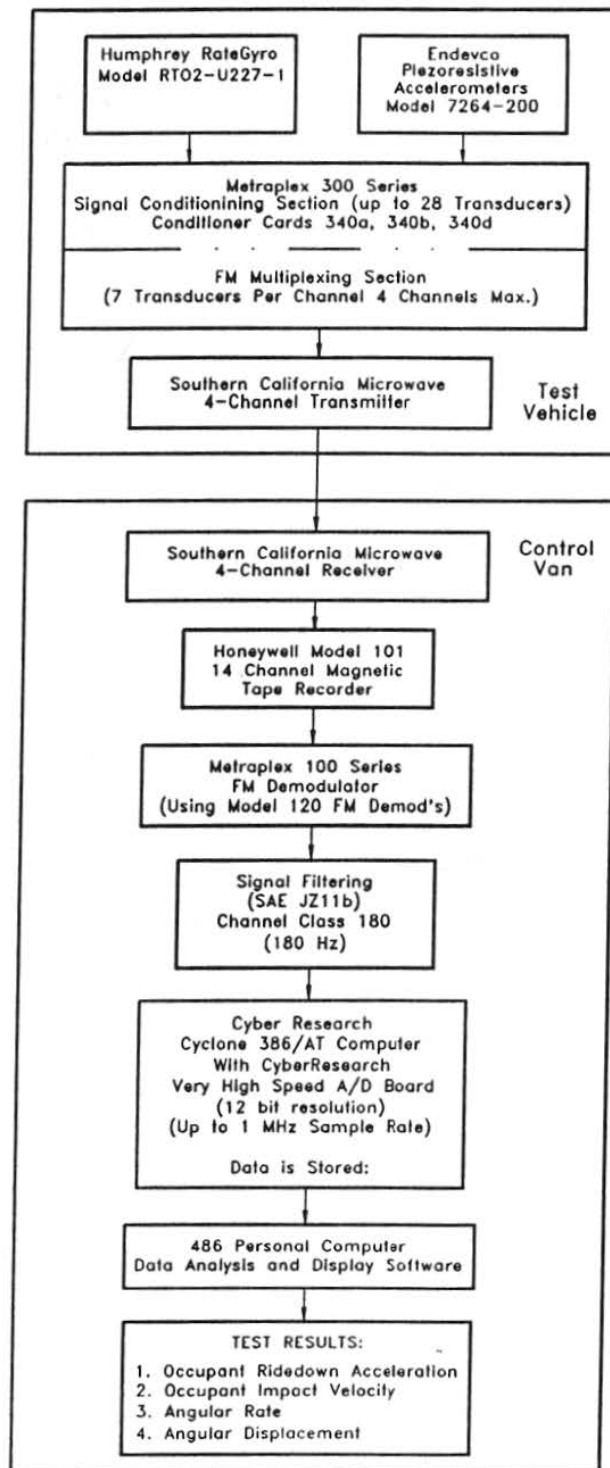 Humphrey RateGyro
Model RT02-U227-1
Endevco
Piezoresistive
Accelerometers
Model 7264-200
Metraplex 300 Series
Signal Conditionining Section (up to 28 Transducers)
Conditioner Cards 340a, 340b, 340d
FM Multiplexing Section
(7 Transducers Per Channel 4 Channels Max.)
Southern California Microwave
4-Channel Transmitter
Test
Vehicle
Southern California Microwave
4-Channel Receiver
Control
Van
Honeywell Model 101
14 Channel Magnetic
Tape Recorder
Metraplex 100 Series
FM Demodulator
(Using Model 120 FM Demod's)
Signal Filtering
(SAE JZ11b)
Channel Class 180
(180 Hz)
Cyber Research
Cyclone 386/AT Computer
With CyberResearch
Very High Speed A/D Board
(12 bit resolution)
(Up to 1 MHz Sample Rate)
Data is Stored:
486 Personal Computer
Data Analysis and Display Software
TEST RESULTS:
1. Occupant Ridedown Acceleration
2. Occupant Impact Velocity
3. Angular Rate
4. Angular Displacement